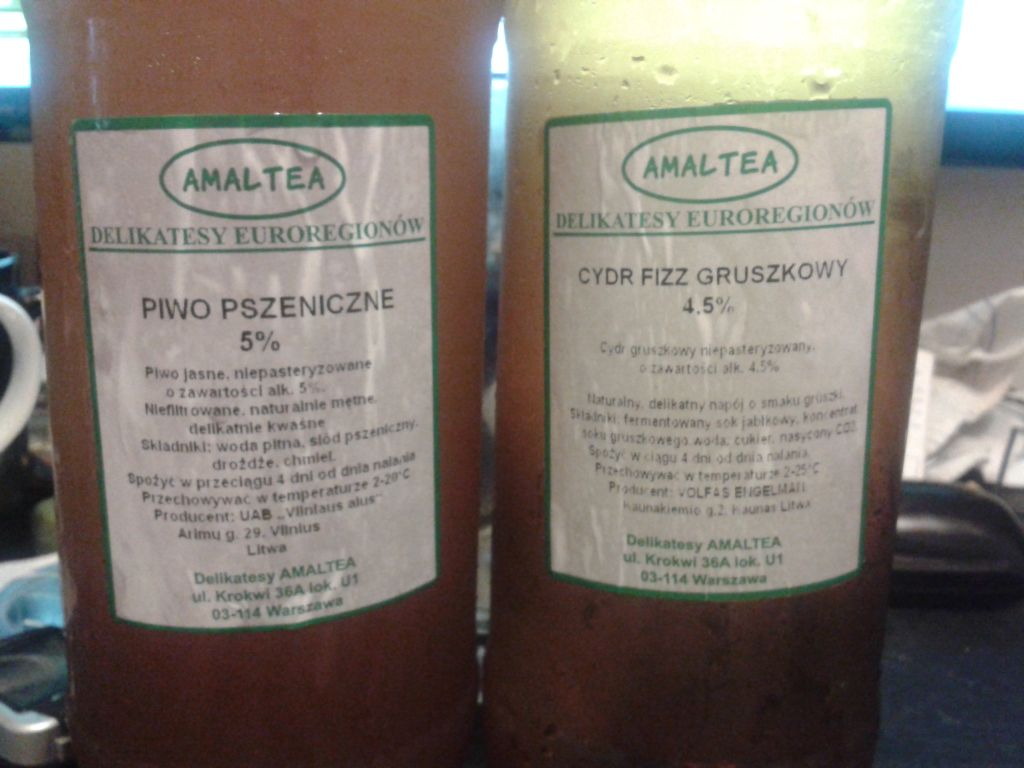 AMALTEA
DELIKATESY EUROREGIONÓW
PIWO PSZENICZNE
5%
Piwo jasne, niepasteryzowane
o zawartości alk. 5%.
Niefiltrowane, naturalnie mętne,
delikatnie kwaśne
Składniki: woda pitna, słód pszeniczny,
drożdże, chmiel.
Spożyć w przeciągu 4 dni od dnia nalania
Przechowywać w temperaturze 2-20°C
Producent: UAB „Vilniaus alus"
Arimų g. 29, Vilnius
Litwa
Delikatesy AMALTEA
ul. Krokwi 36A lok. U1
03-114 Warszawa
AMALTEA
DELIKATESY EUROREGIONÓW
CYDR FIZZ GRUSZKOWY
4.5%
Cydr gruszkowy niepasteryzowany,
o zawartości alk. 4,5%
Naturalny, delikatny napój o smaku gruszki.
Składniki: fermentowany sok jabłkowy, koncentrat
soku gruszkowego, woda, cukier, nasycony CO2.
Spożyć w ciągu 4 dni od dnia nalania.
Przechowywać w temperaturze 2-25°C
Producent: VOLFAS ENGELMAN
Kaunakiemio g.2, Kaunas Litwa
Delikatesy AMALTEA
ul. Krokwi 36A lok. U1
03-114 Warszawa